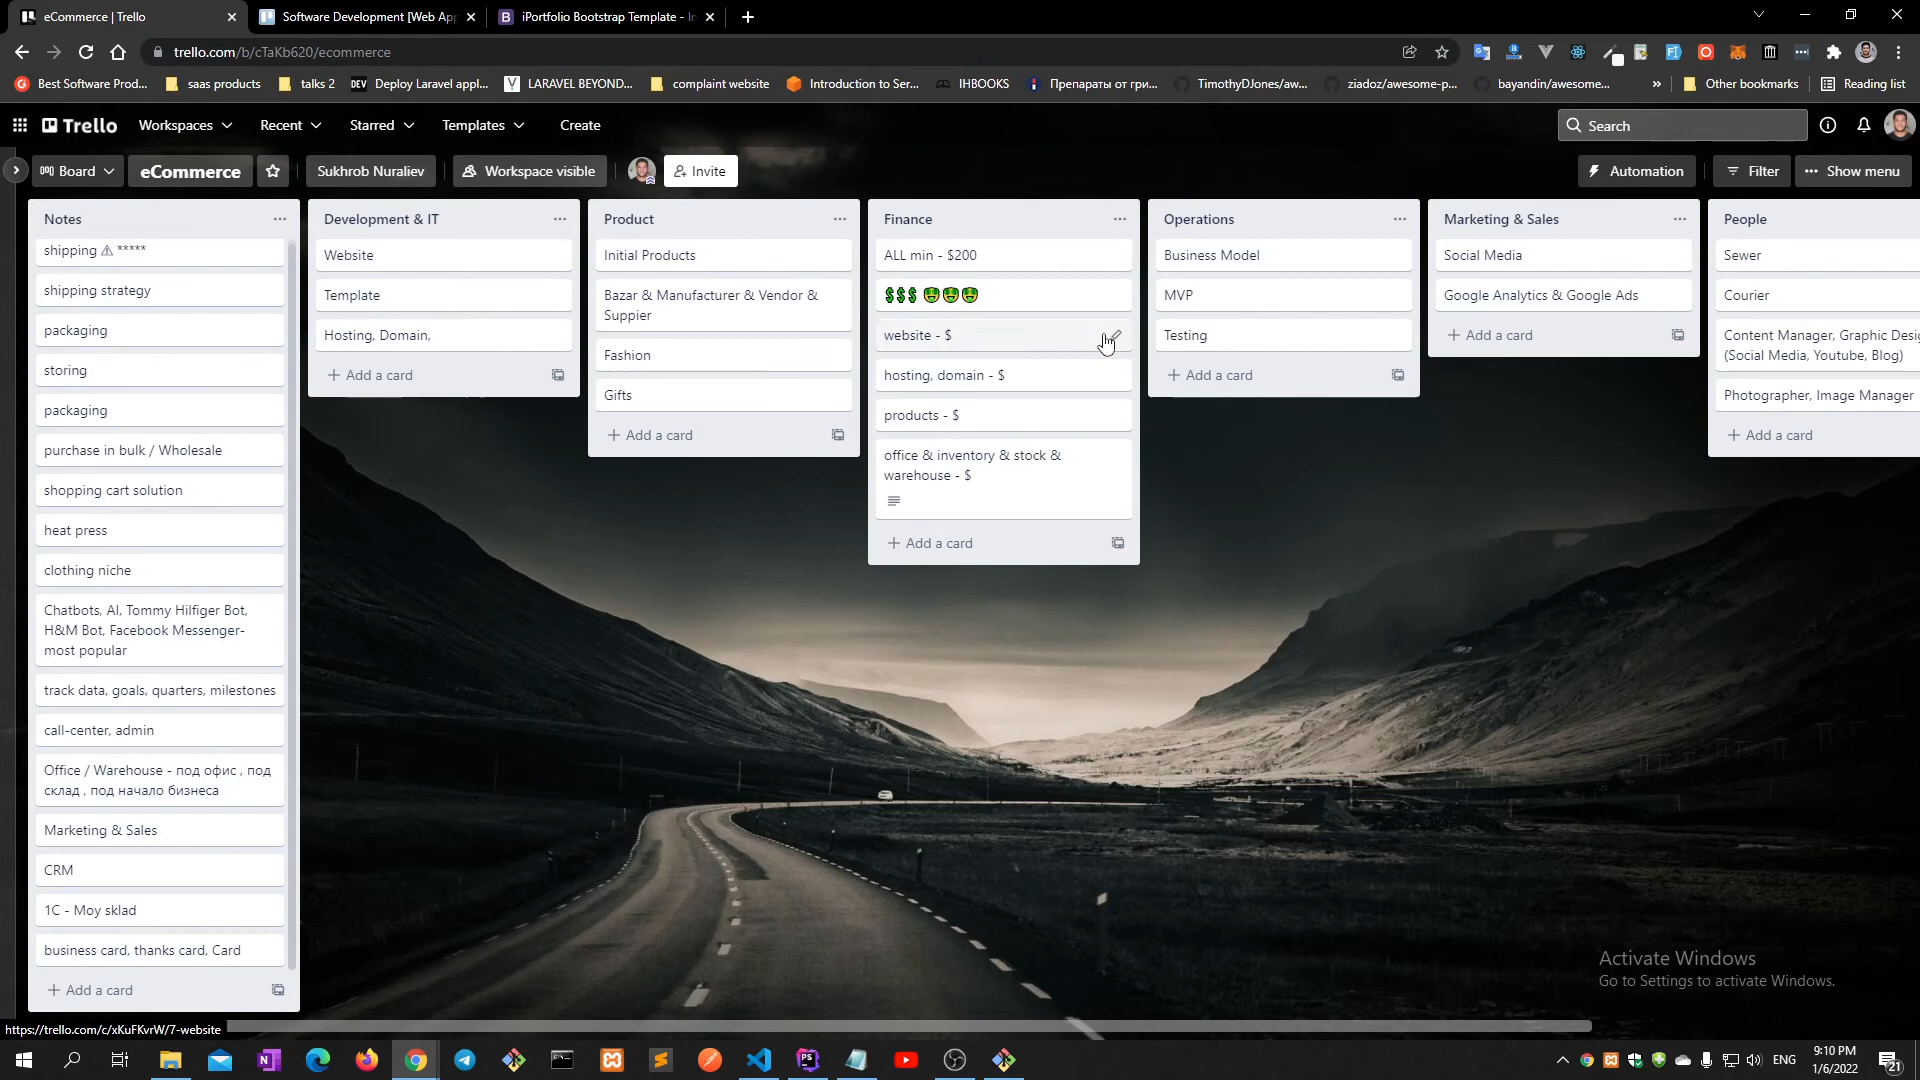 eCommerce | Trello
Software Development [Web App
iPortfolio Bootstrap Template - In
trello.com/b/cTaKb620/ecommerce
Best Software Prod...
saas products
talks 2
DEV
Deploy Laravel appl...
LARAVEL BEYOND...
complaint website
Introduction to Ser...
IHBOOKS
Препараты от гри...
TimothyDJones/aw...
ziadoz/awesome-p...
bayandin/awesome...
Other bookmarks
Reading list
Trello
Workspaces
Recent
Starred
Templates
Create
Search
Board
eCommerce
Sukhrob Nuraliev
Workspace visible
Invite
Automation
Filter
Show menu
Notes
shipping ⚠ *****
shipping strategy
packaging
storing
packaging
purchase in bulk / Wholesale
shopping cart solution
heat press
clothing niche
Chatbots, AI, Tommy Hilfiger Bot,
H&M Bot, Facebook Messenger-
most popular
track data, goals, quarters, milestones
call-center, admin
Office / Warehouse - под офис , под
склад , под начало бизнеса
Marketing & Sales
CRM
1C - Moy sklad
business card, thanks card, Card
Add a card
Development & IT
Website
Template
Hosting, Domain,
Add a card
Product
Initial Products
Bazar & Manufacturer & Vendor &
Suppier
Fashion
Gifts
Add a card
Finance
ALL min - $200
💲💲💲 🤑🤑🤑
website - $
hosting, domain - $
products - $
office & inventory & stock &
warehouse - $
Add a card
Operations
Business Model
MVP
Testing
Add a card
Marketing & Sales
Social Media
Google Analytics & Google Ads
Add a card
People
Sewer
Courier
Content Manager, Graphic Desig
(Social Media, Youtube, Blog)
Photographer, Image Manager
Add a card
Activate Windows
Go to Settings to activate Windows.
https://trello.com/c/xKuFKvrW/7-website
ENG
9:10 PM
1/6/2022
21